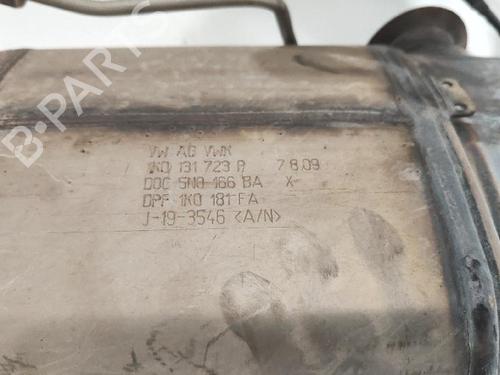 B-Parts
VW AG VWK
1K0 131 723 P 7 8.09
DOC 5N0 166 BA X
DPF 1K0 181 FA
J-19-3546 <A/N>